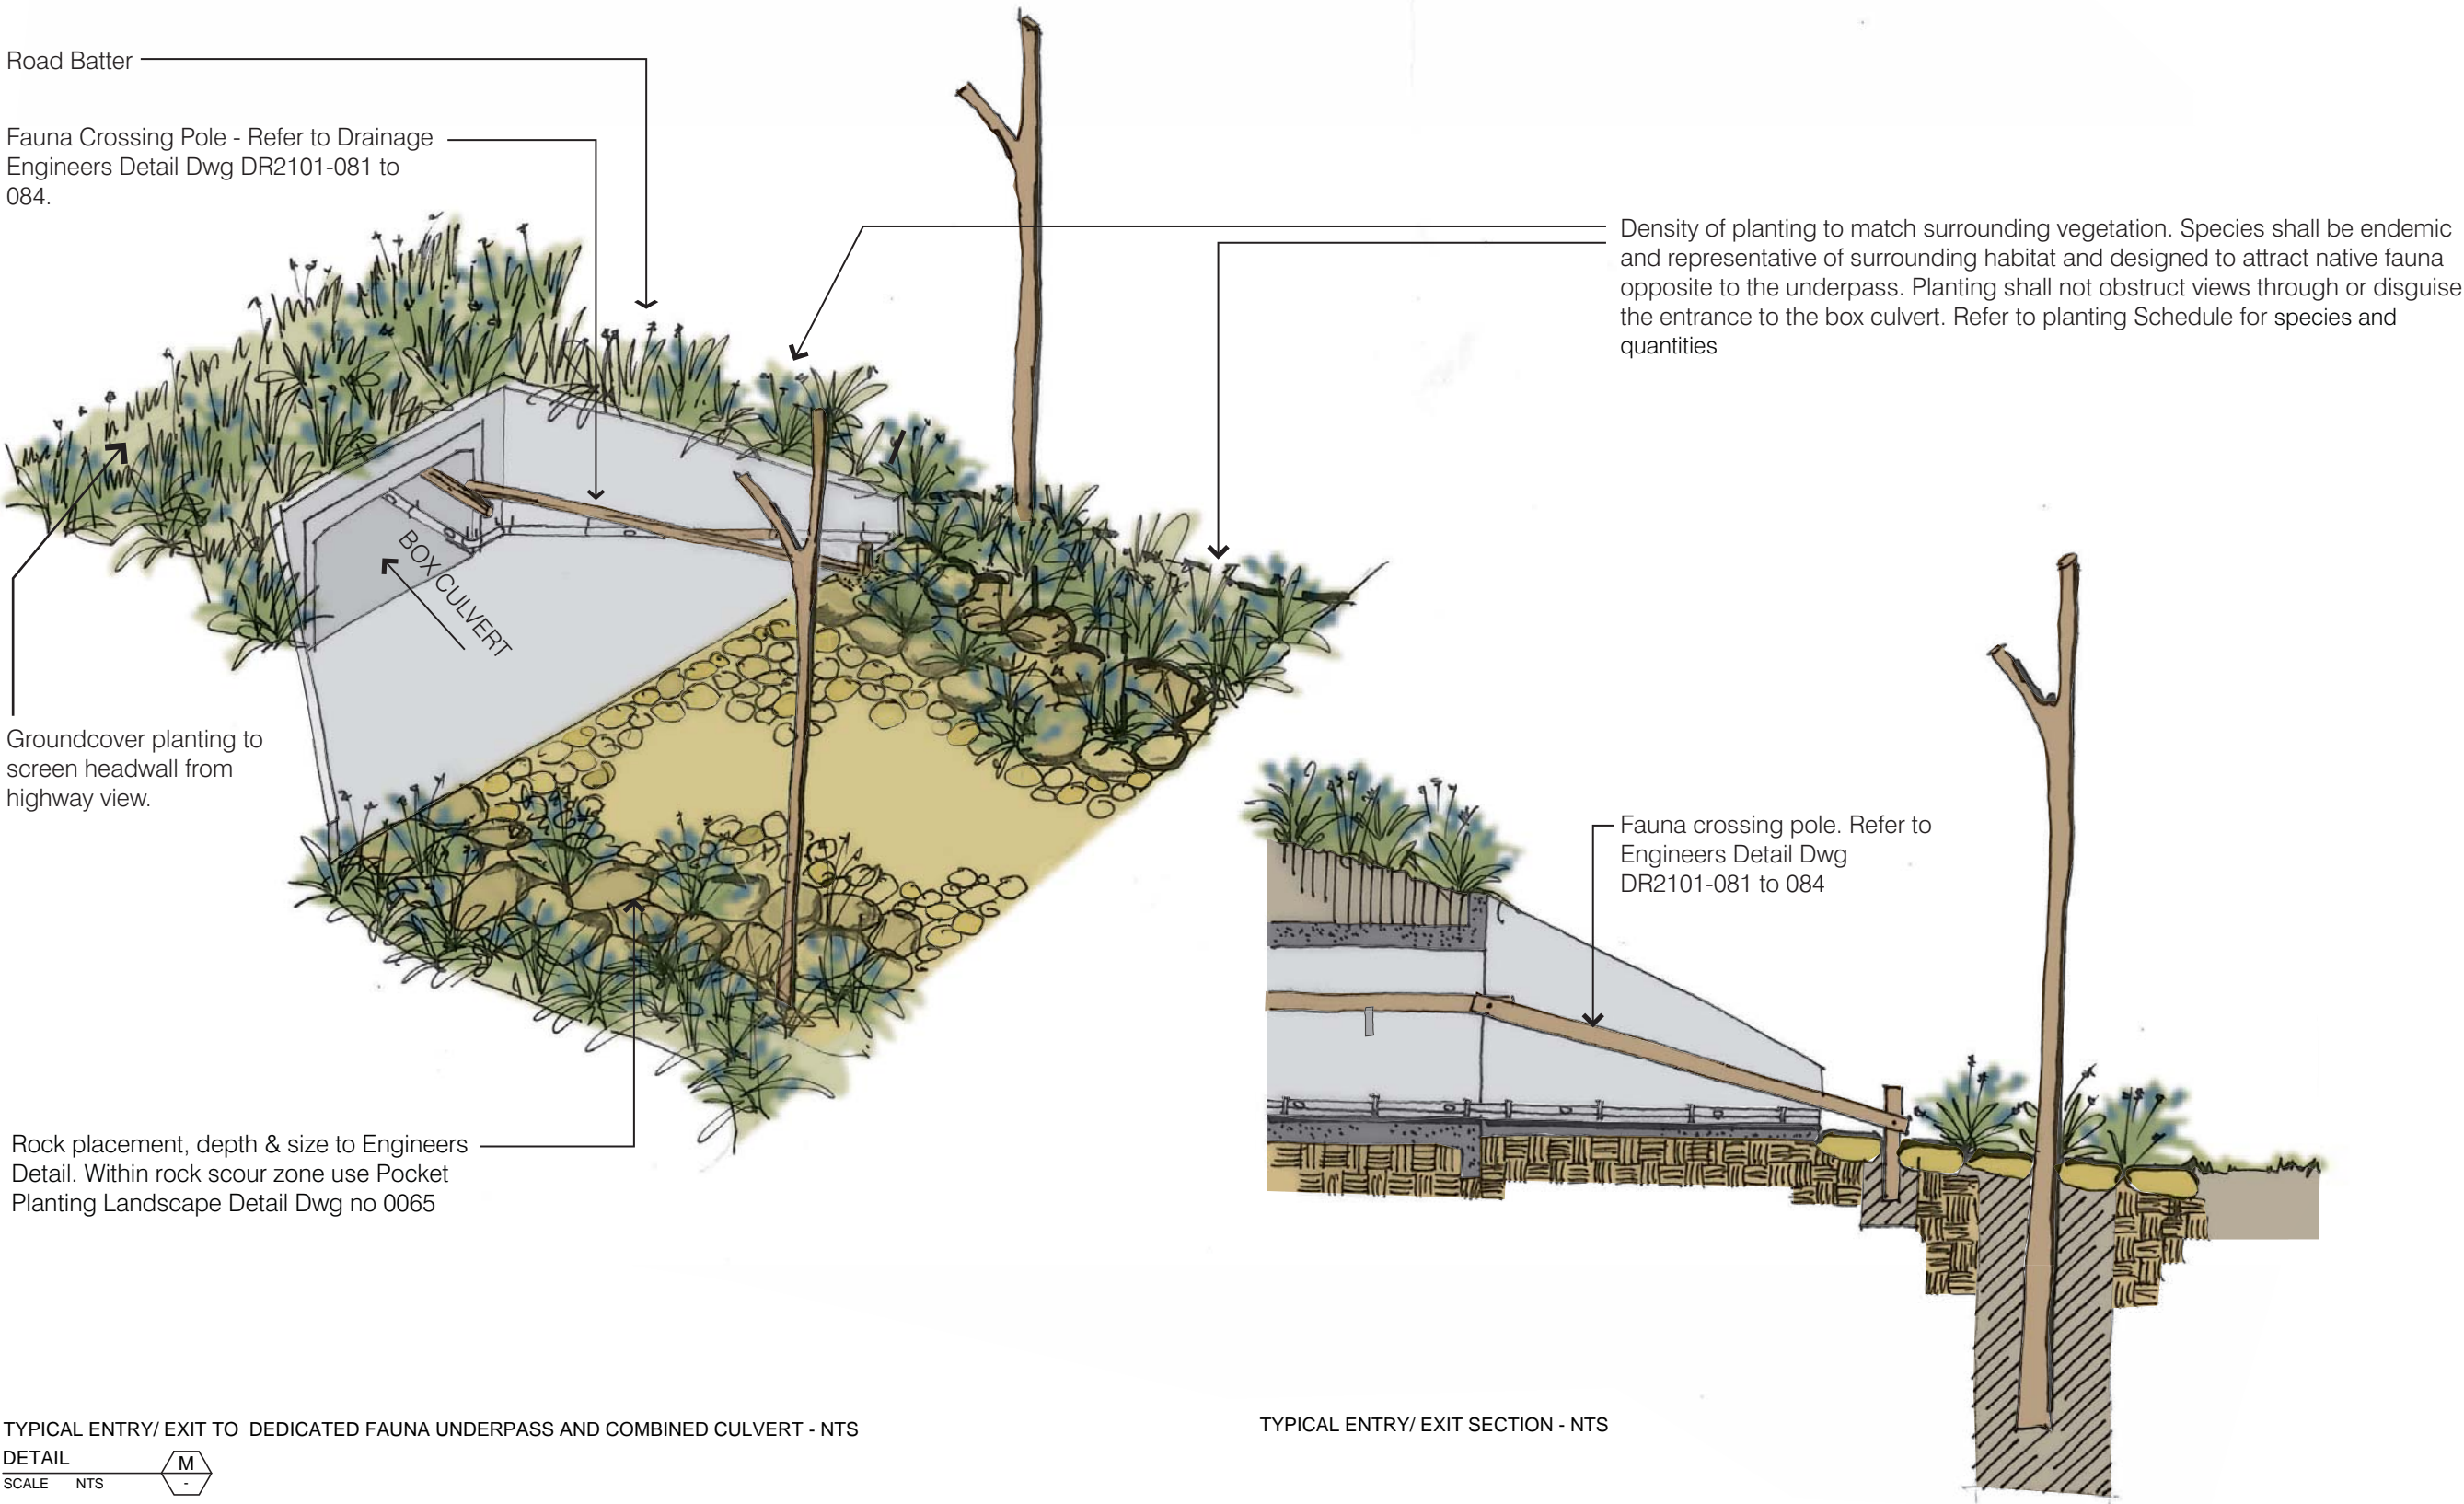 Road Batter
Fauna Crossing Pole - Refer to Drainage
Engineers Detail Dwg DR2101-081 to
084.
Density of planting to match surrounding vegetation. Species shall be endemic
and representative of surrounding habitat and designed to attract native fauna
opposite to the underpass. Planting shall not obstruct views through or disguise
the entrance to the box culvert. Refer to planting Schedule for species and
quantities
BOX CULVERT
Groundcover planting to
screen headwall from
highway view.
Fauna crossing pole. Refer to
Engineers Detail Dwg
DR2101-081 to 084
Rock placement, depth & size to Engineers
Detail. Within rock scour zone use Pocket
Planting Landscape Detail Dwg no 0065
TYPICAL ENTRY/ EXIT TO DEDICATED FAUNA UNDERPASS AND COMBINED CULVERT - NTS
DETAIL
SCALE NTS
M
-
TYPICAL ENTRY/ EXIT SECTION - NTS